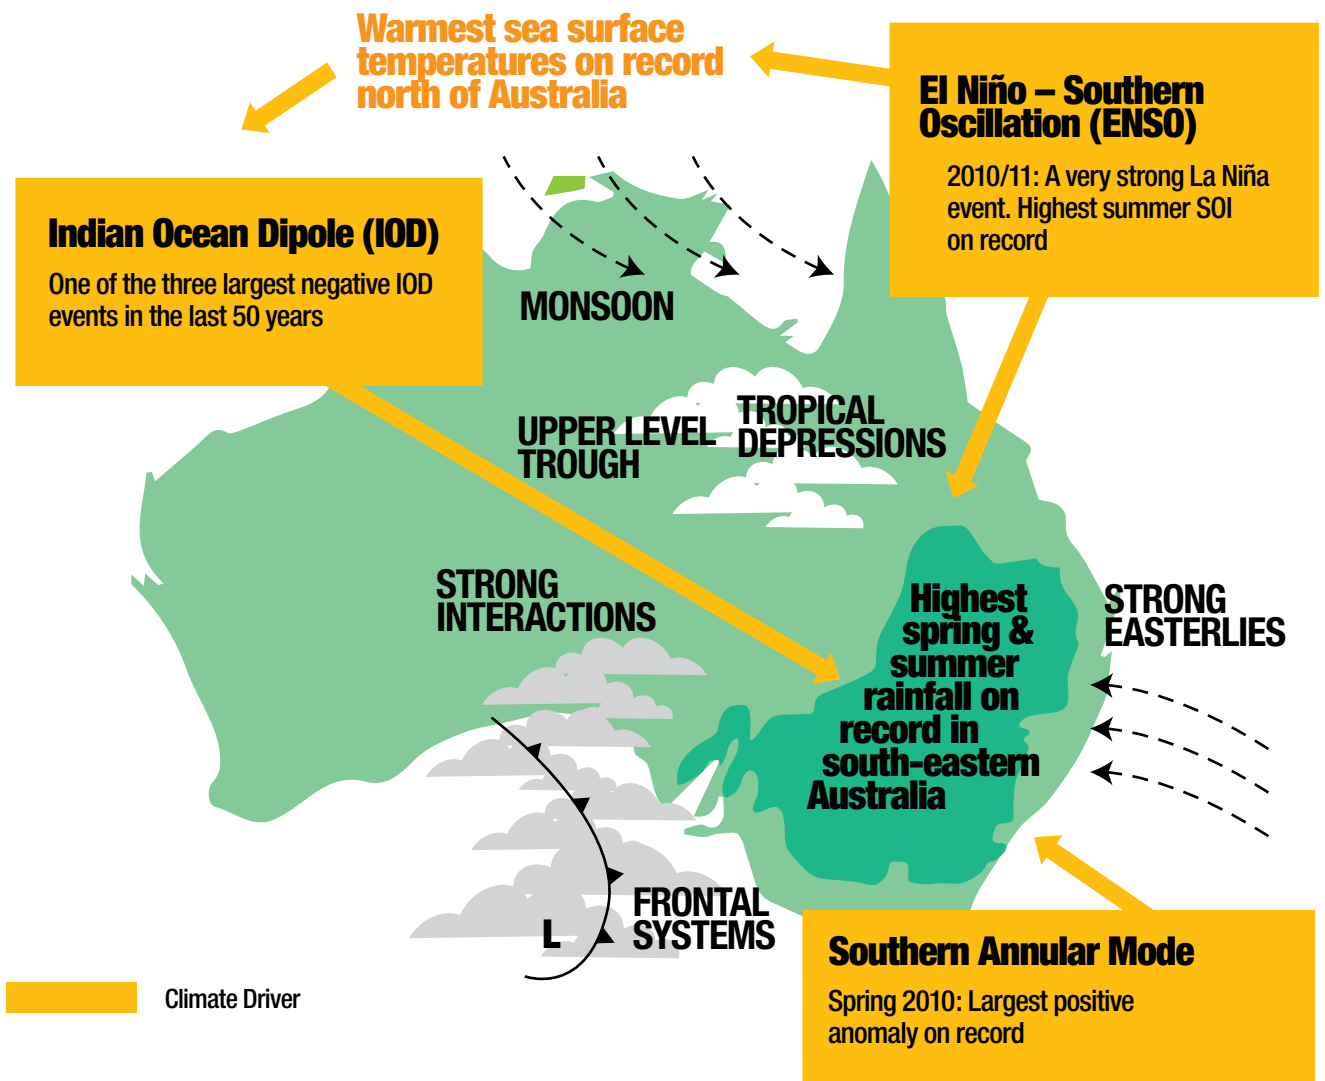 Warmest sea surface
temperatures on record
north of Australia
El Niño – Southern
Oscillation (ENSO)
2010/11: A very strong La Niña
event. Highest summer SOI
on record
Indian Ocean Dipole (IOD)
One of the three largest negative IOD
events in the last 50 years
MONSOON
UPPER LEVEL
TROUGH
TROPICAL
DEPRESSIONS
STRONG
INTERACTIONS
Highest
spring &
summer
rainfall on
record in
south-eastern
Australia
STRONG
EASTERLIES
L
FRONTAL
SYSTEMS
Southern Annular Mode
Spring 2010: Largest positive
anomaly on record
Climate Driver